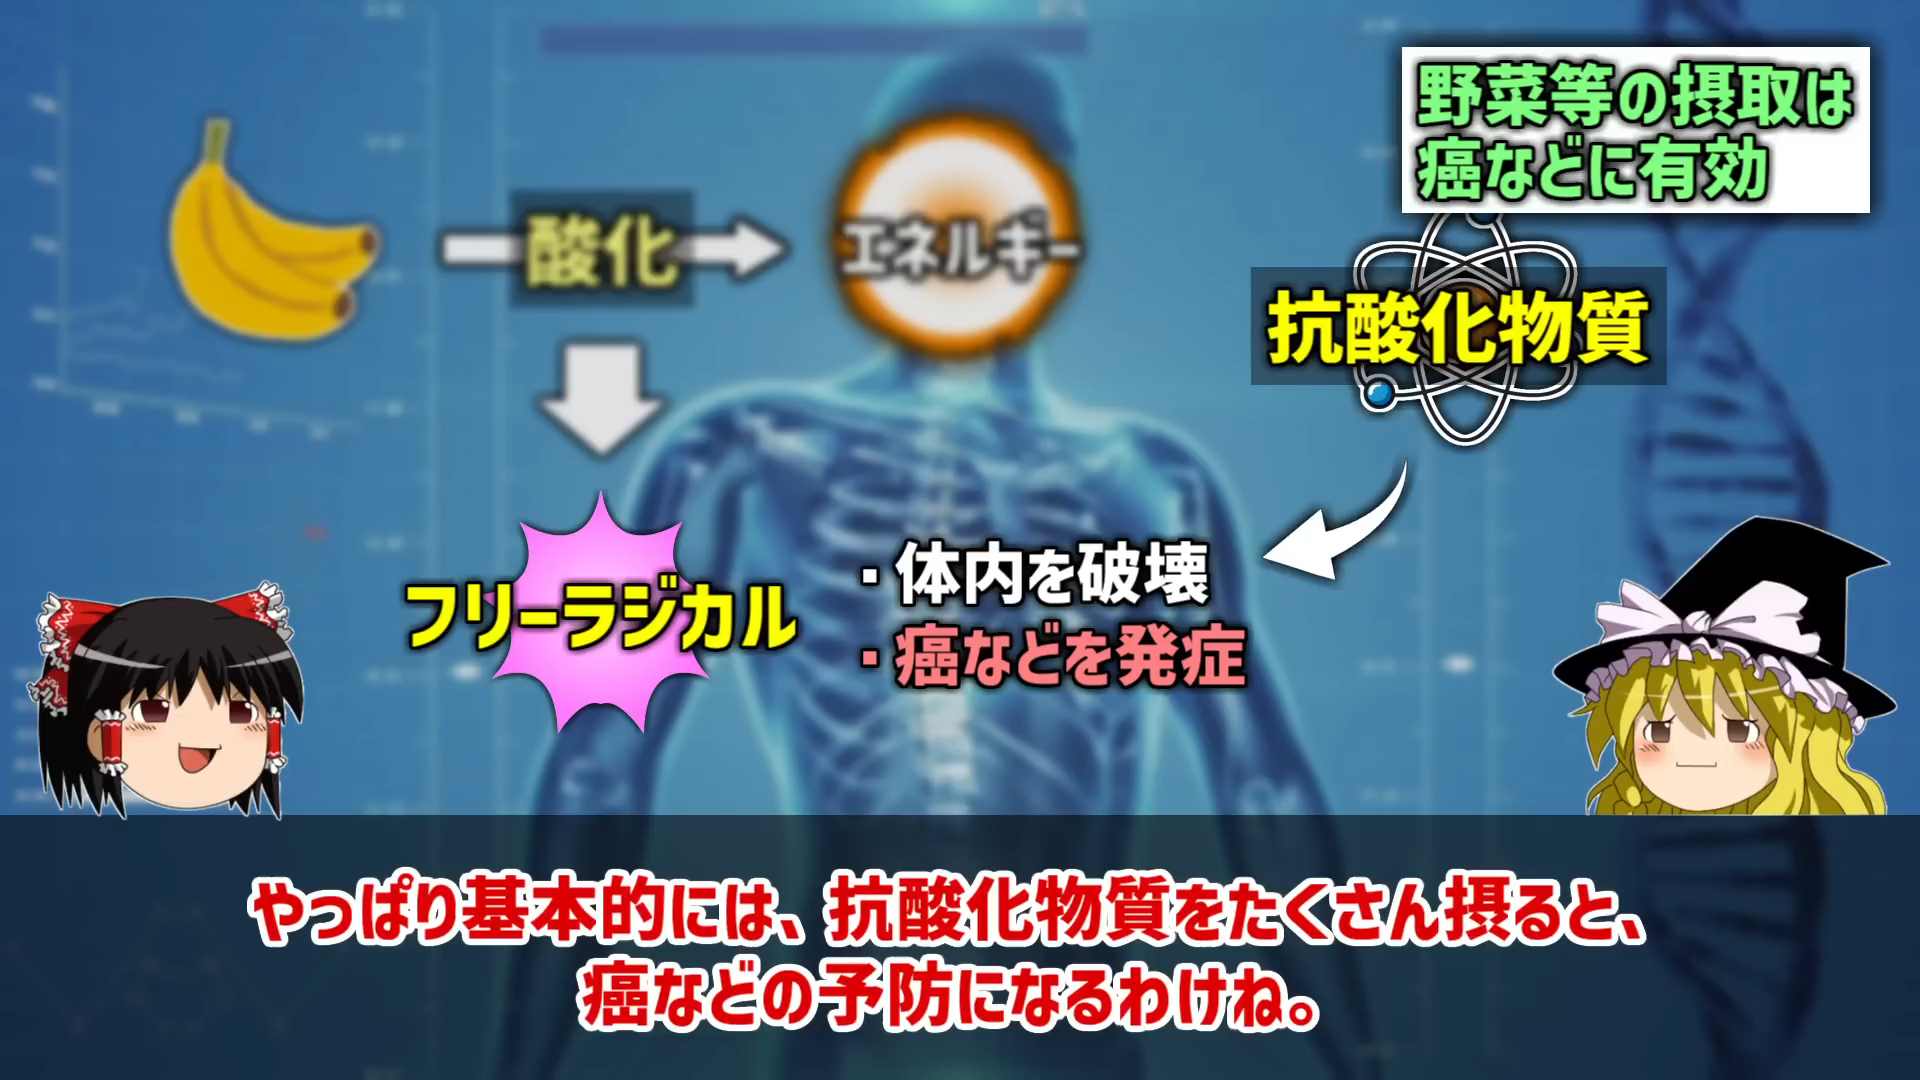 野菜等の摂取は
癌などに有効
酸化
エネルギー
抗酸化物質
フリーラジカル
・体内を破壊
・癌などを発症
やっぱり基本的には、抗酸化物質をたくさん摂ると、
癌などの予防になるわけね。